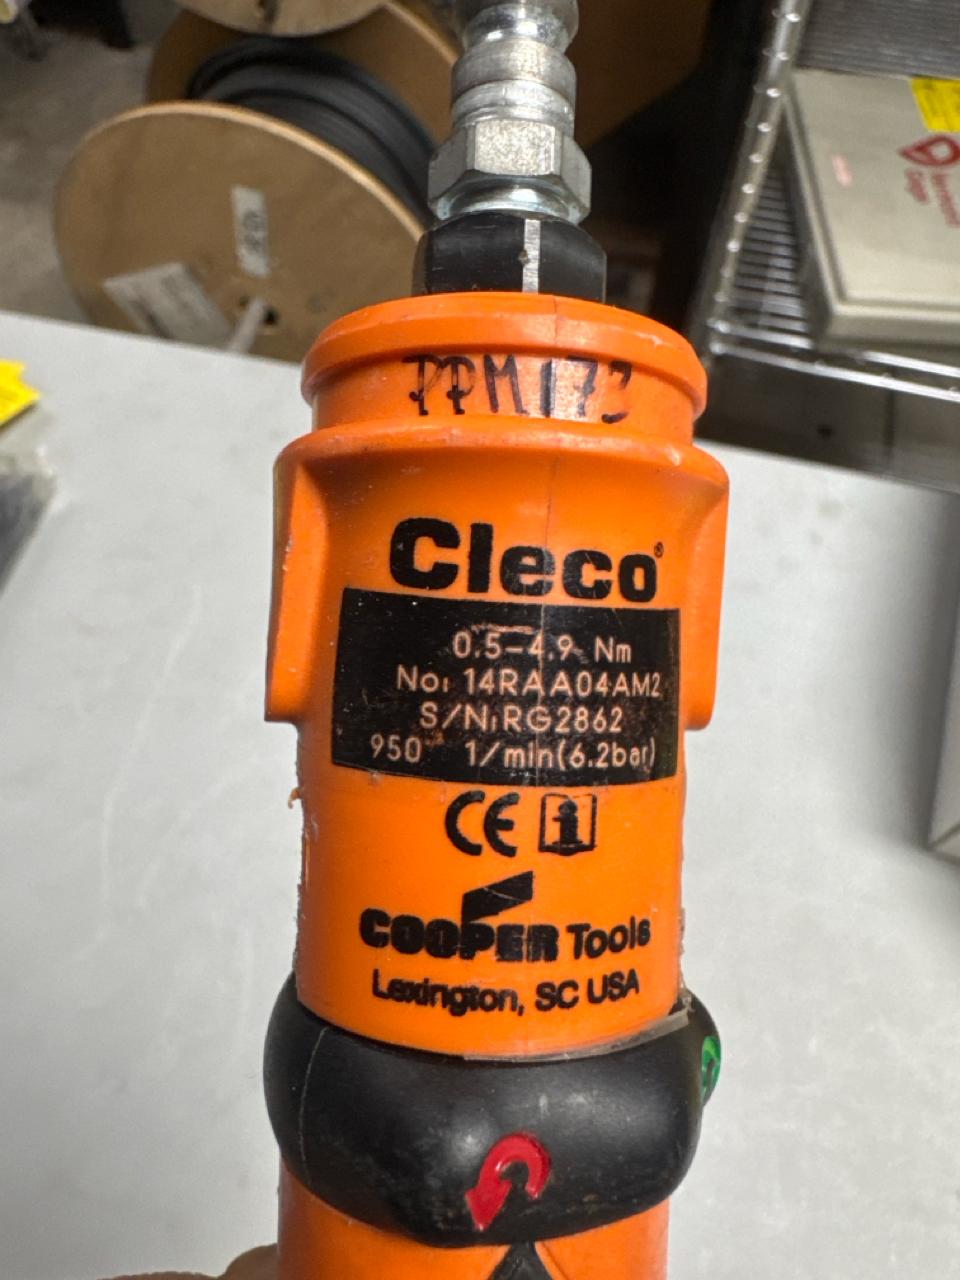 PPM173
Cleco®
0.5-4.9 Nm
No: 14RAA04AM2
S/N:RG2862
950 1/min(6.2bar)
CE
COOPER Tools
Lexington, SC USA